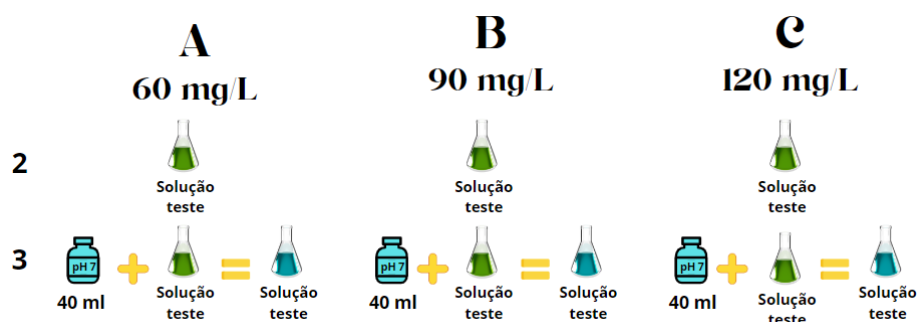 A B C
60 mg/L 90 mg/L 120 mg/L
2
Solução Solução Solução
teste teste teste
3
pH 7 pH 7 pH 7
40 ml Solução Solução 40 ml Solução Solução 40 ml Solução Solução
teste teste teste teste teste teste